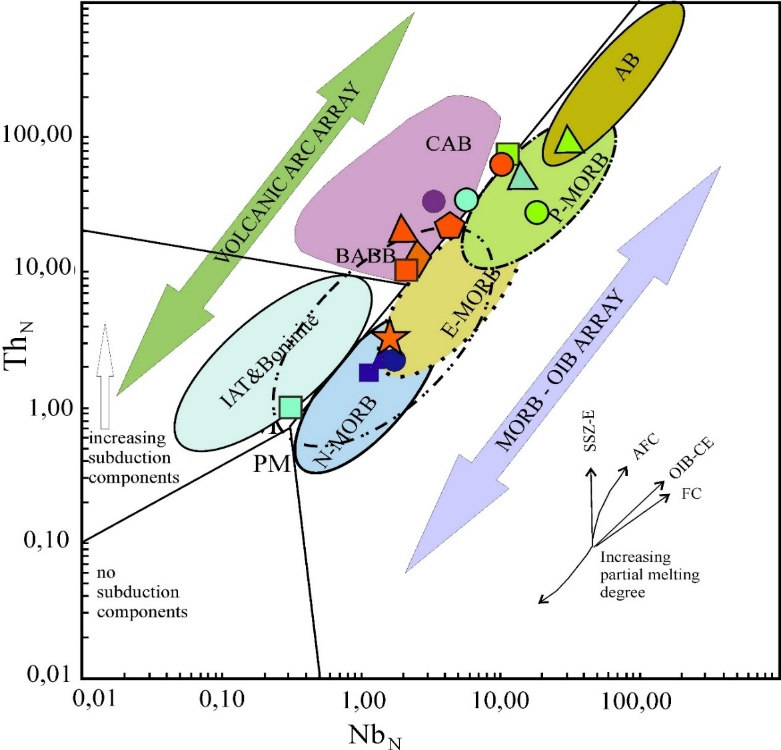 AB
100,00
VOLCANIC ARC ARRAY
CAB
P-MORB
BABB
10,00
E-MORB
Th N
IAT&Boninite
MORB - OIB ARRAY
1,00
N-MORB
increasing
subduction
components
PM
SSZ-E
AFC
OIB-CE
FC
0,10
Increasing
partial melting
degree
no
subduction
components
0,01
0,01
0,10
1,00
10,00
100,00
Nb N